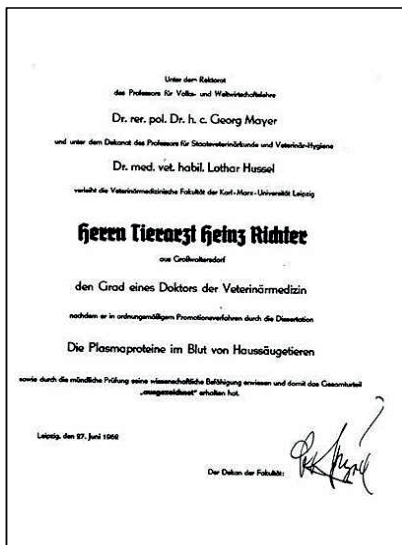 Unter dem Rektorat
des Professors für Volks- und Weltwirtschaftslehre
Dr. rer. pol. Dr. h. c. Georg Mayer
und unter dem Dekanat des Professors für Staatsveterinärkunde und Veterinär-Hygiene
Dr. med. vet. habil. Lothar Hussel
verleiht die Veterinärmedizinische Fakultät der Karl-Marx-Universität Leipzig
Herrn Tierarzt Heinz Richter
aus Großwaltersdorf
den Grad eines Doktors der Veterinärmedizin
nachdem er in ordnungsmäßigem Promotionsverfahren durch die Dissertation
Die Plasmaproteine im Blut von Haussäugetieren
sowie durch die mündliche Prüfung seine wissenschaftliche Befähigung erwiesen und damit das Gesamturteil
„ausgezeichnet" erhalten hat.
Leipzig, den 27. Juni 1962
Der Dekan der Fakultät: